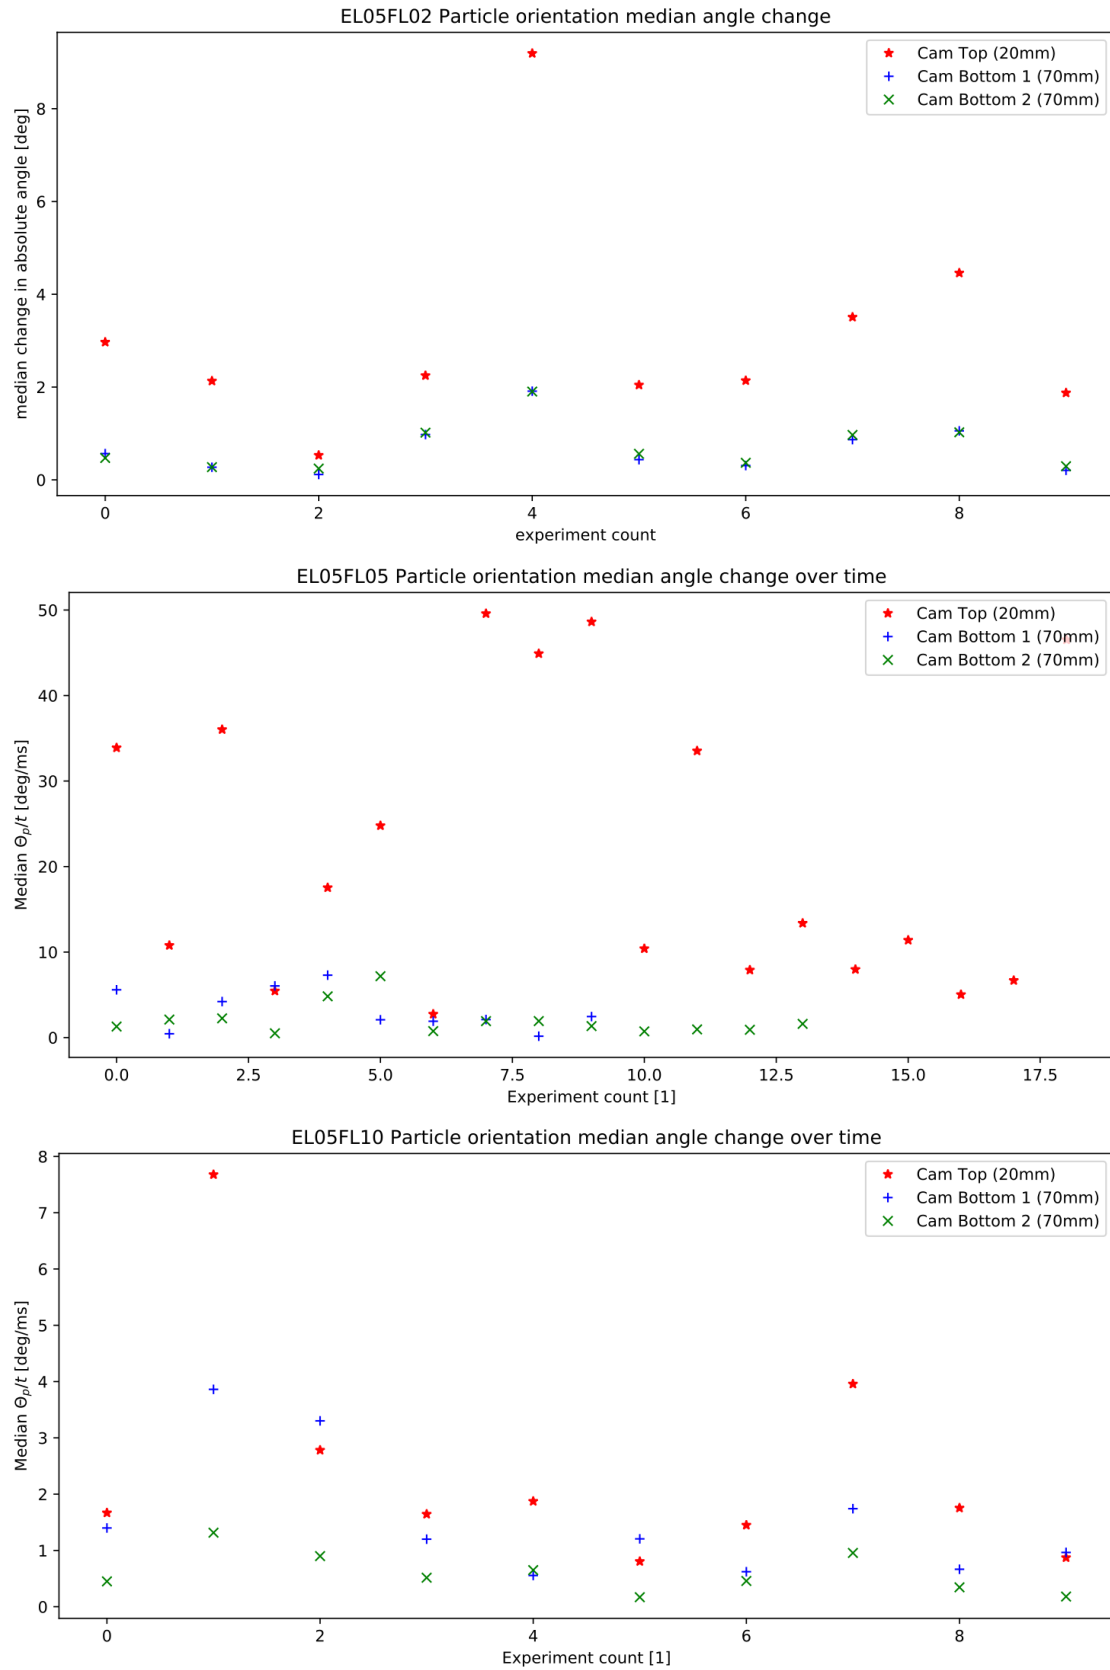 EL05FL02 Particle orientation median angle change
Cam Top (20mm)
Cam Bottom 1 (70mm)
Cam Bottom 2 (70mm)
median change in absolute angle [deg]
8
6
4
2
0
0 2 4 6 8
experiment count
EL05FL05 Particle orientation median angle change over time
Cam Top (20mm)
Cam Bottom 1 (70mm)
Cam Bottom 2 (70mm)
Median Θp/t [deg/ms]
50
40
30
20
10
0
0.0 2.5 5.0 7.5 10.0 12.5 15.0 17.5
Experiment count [1]
EL05FL10 Particle orientation median angle change over time
Cam Top (20mm)
Cam Bottom 1 (70mm)
Cam Bottom 2 (70mm)
Median Θp/t [deg/ms]
8
7
6
5
4
3
2
1
0
0 2 4 6 8
Experiment count [1]